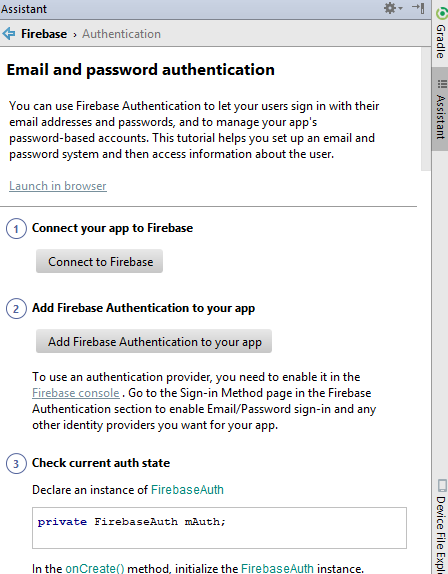 Assistant
Firebase › Authentication
Email and password authentication
You can use Firebase Authentication to let your users sign in with their
email addresses and passwords, and to manage your app's
password-based accounts. This tutorial helps you set up an email and
password system and then access information about the user.
Launch in browser
1 Connect your app to Firebase
Connect to Firebase
2 Add Firebase Authentication to your app
Add Firebase Authentication to your app
To use an authentication provider, you need to enable it in the
Firebase console . Go to the Sign-in Method page in the Firebase
Authentication section to enable Email/Password sign-in and any
other identity providers you want for your app.
3 Check current auth state
Declare an instance of FirebaseAuth
private FirebaseAuth mAuth;
In the onCreate() method, initialize the FirebaseAuth instance.
Gradle
Assistant
Device File Expl